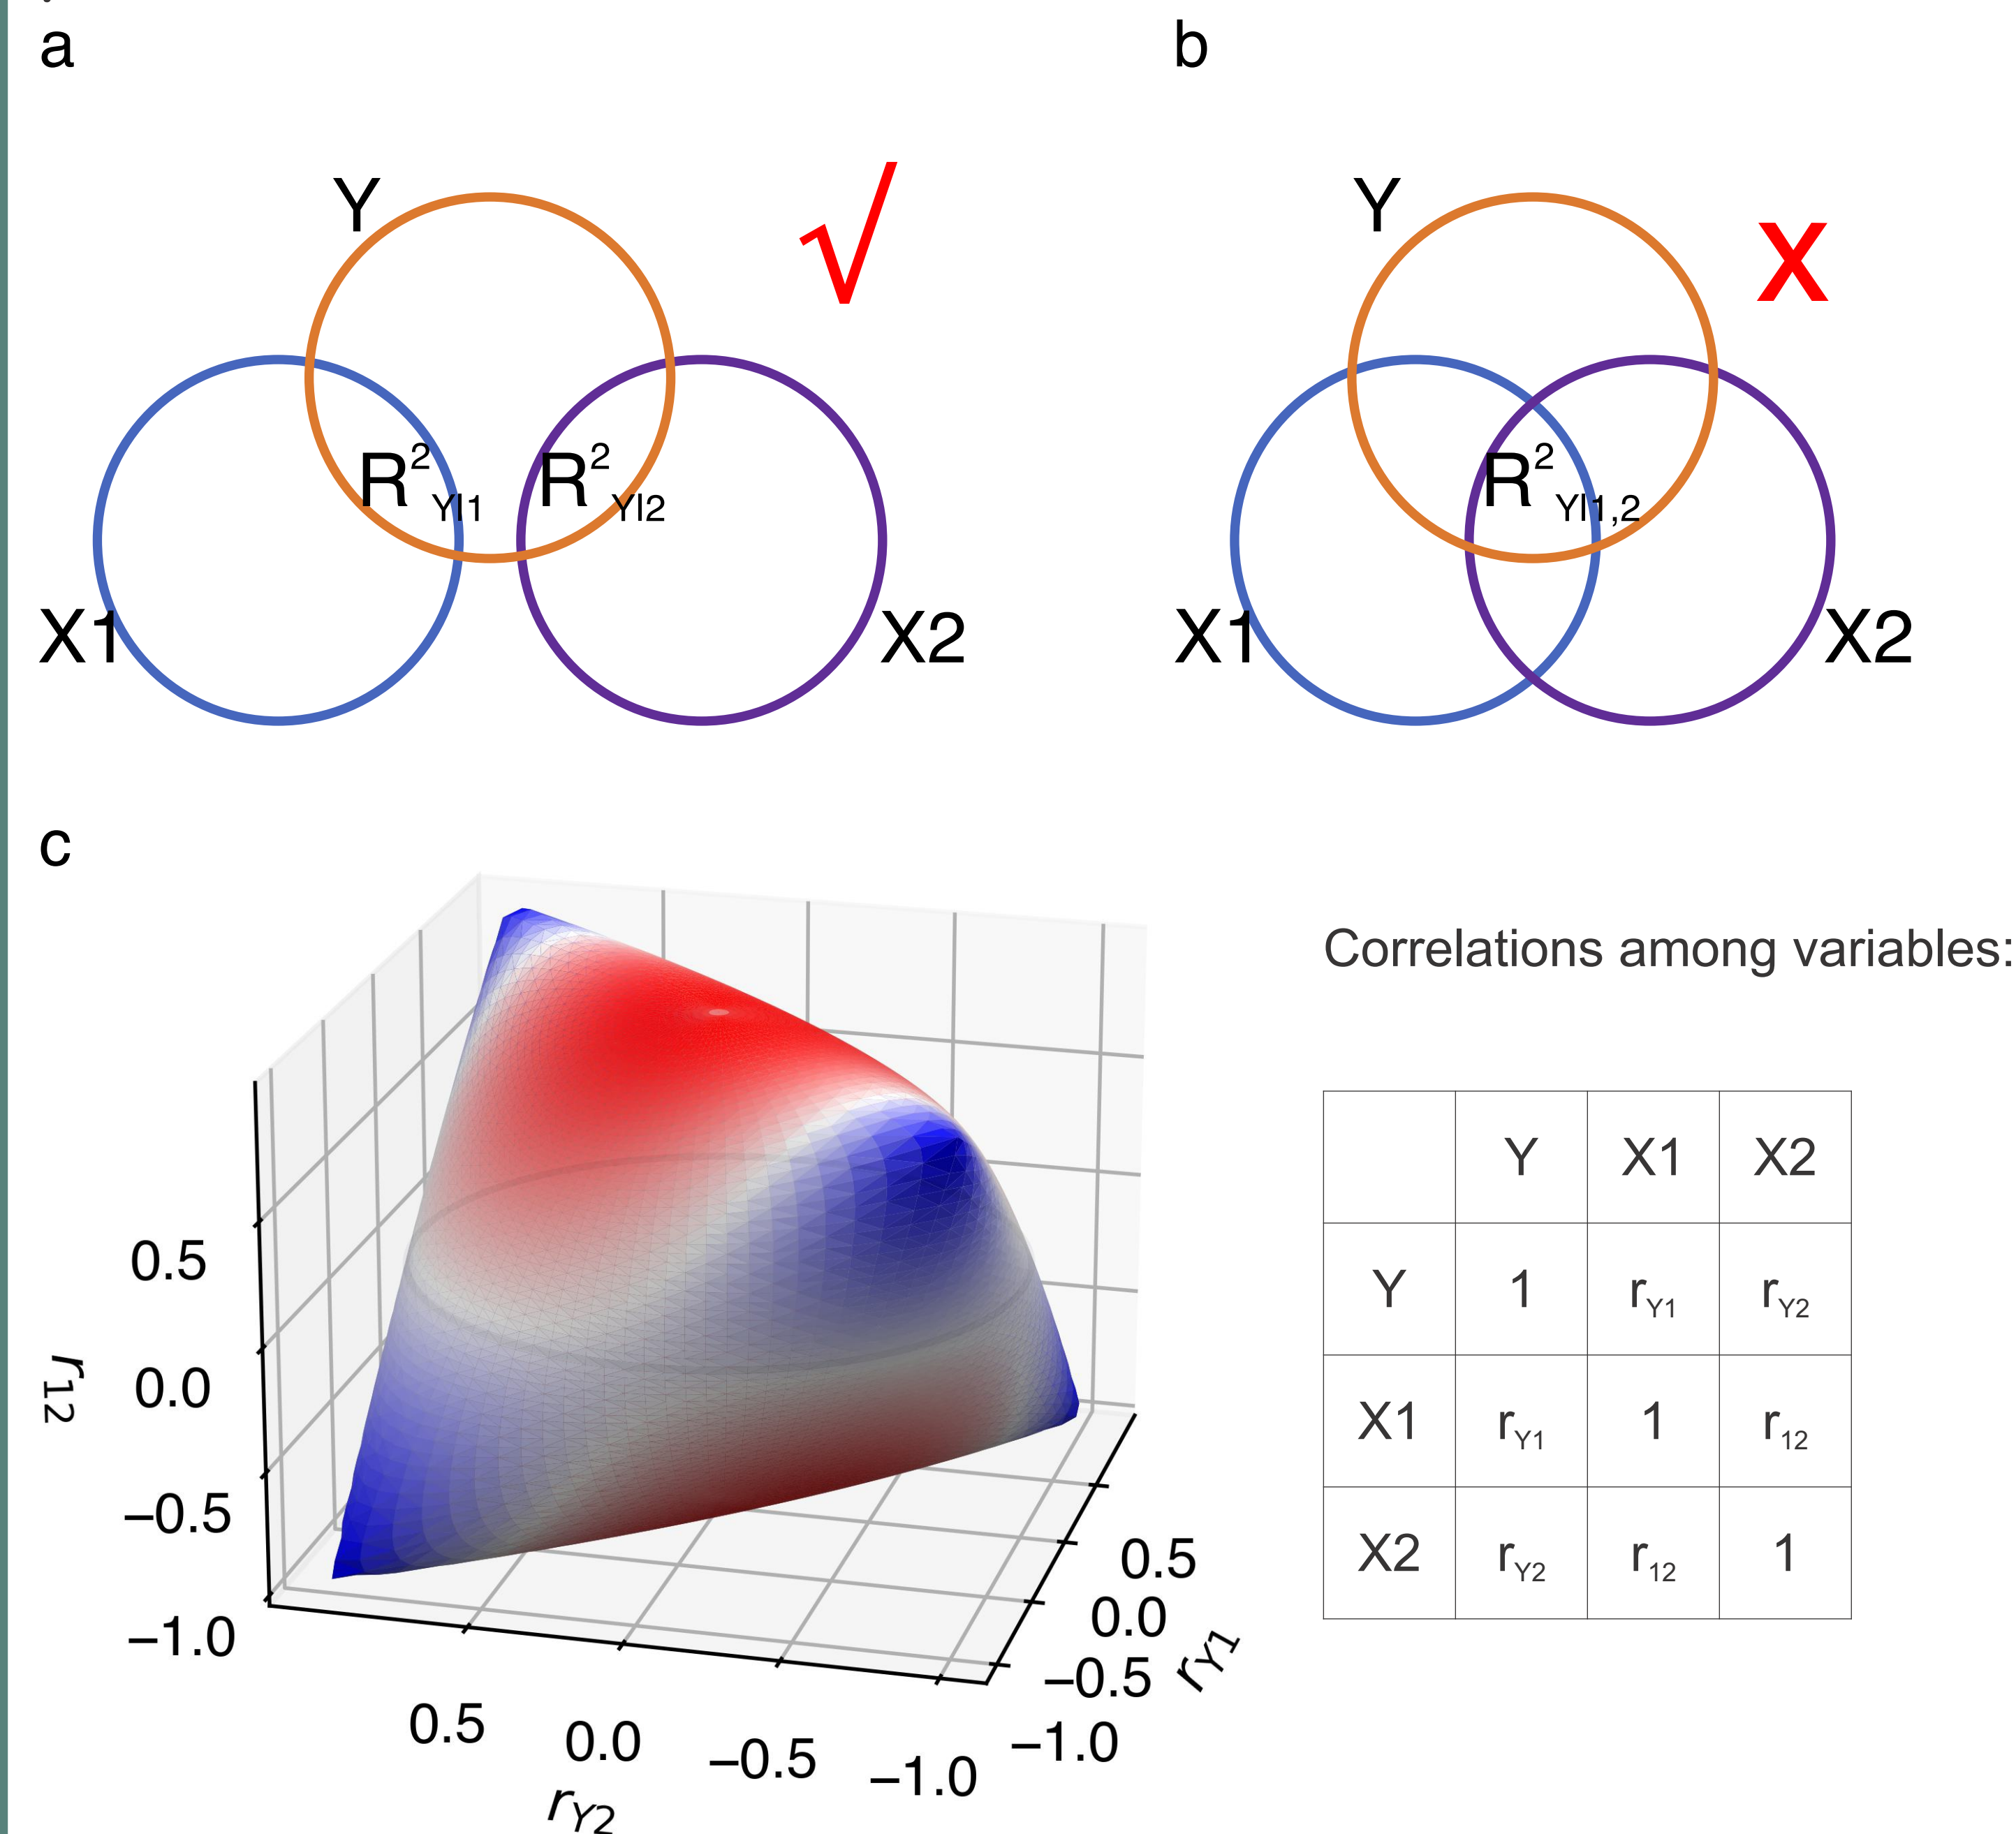 a
b
Y
√
Y
X
R²Y|1
R²Y|2
R²Y|1,2
X1
X2
X1
X2
c
Correlations among variables:
Y X1 X2
Y 1 rY1 rY2
X1 rY1 1 r12
X2 rY2 r12 1
0.5
0.0
−0.5
−1.0
r12
0.5
0.0
−0.5
−1.0
rY1
0.5
0.0
−0.5
−1.0
rY2